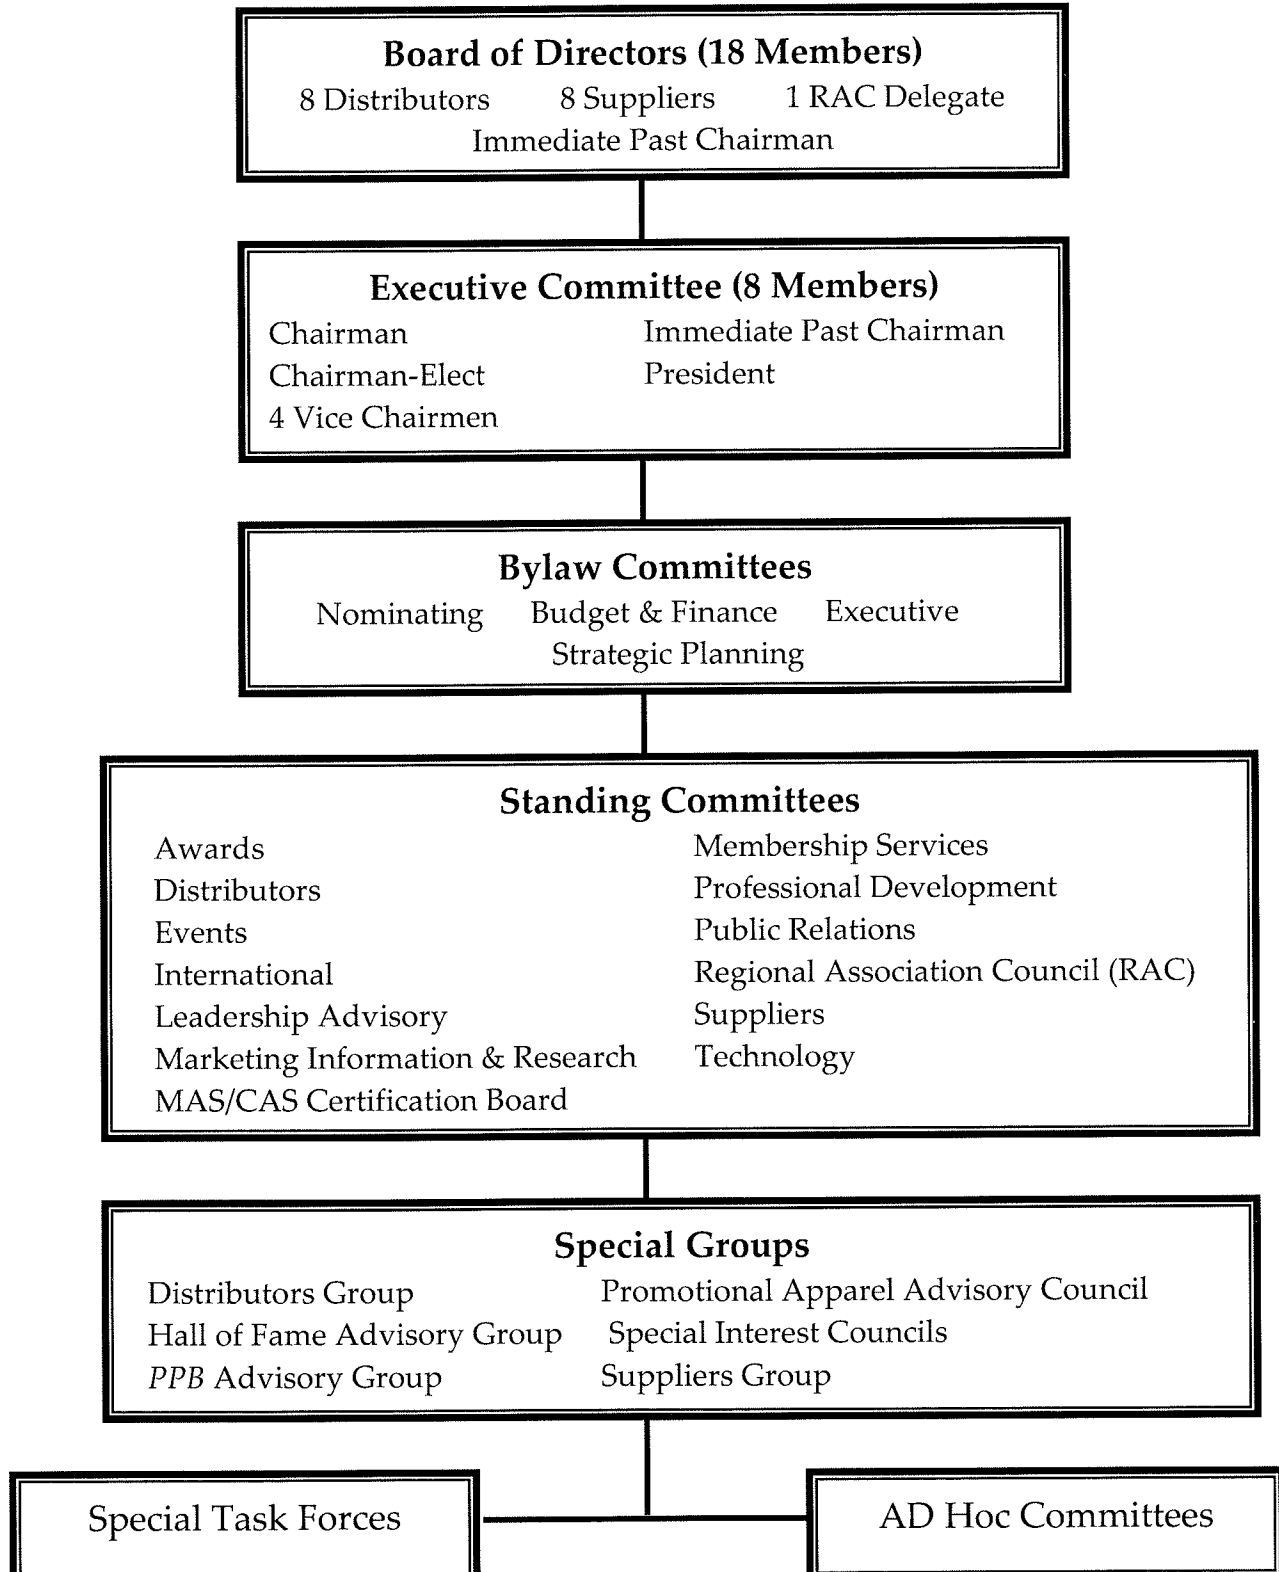 Board of Directors (18 Members)
8 Distributors 8 Suppliers 1 RAC Delegate
Immediate Past Chairman
Executive Committee (8 Members)
Chairman Immediate Past Chairman
Chairman-Elect President
4 Vice Chairmen
Bylaw Committees
Nominating Budget & Finance Executive
Strategic Planning
Standing Committees
Awards Membership Services
Distributors Professional Development
Events Public Relations
International Regional Association Council (RAC)
Leadership Advisory Suppliers
Marketing Information & Research Technology
MAS/CAS Certification Board
Special Groups
Distributors Group Promotional Apparel Advisory Council
Hall of Fame Advisory Group Special Interest Councils
PPB Advisory Group Suppliers Group
Special Task Forces AD Hoc Committees